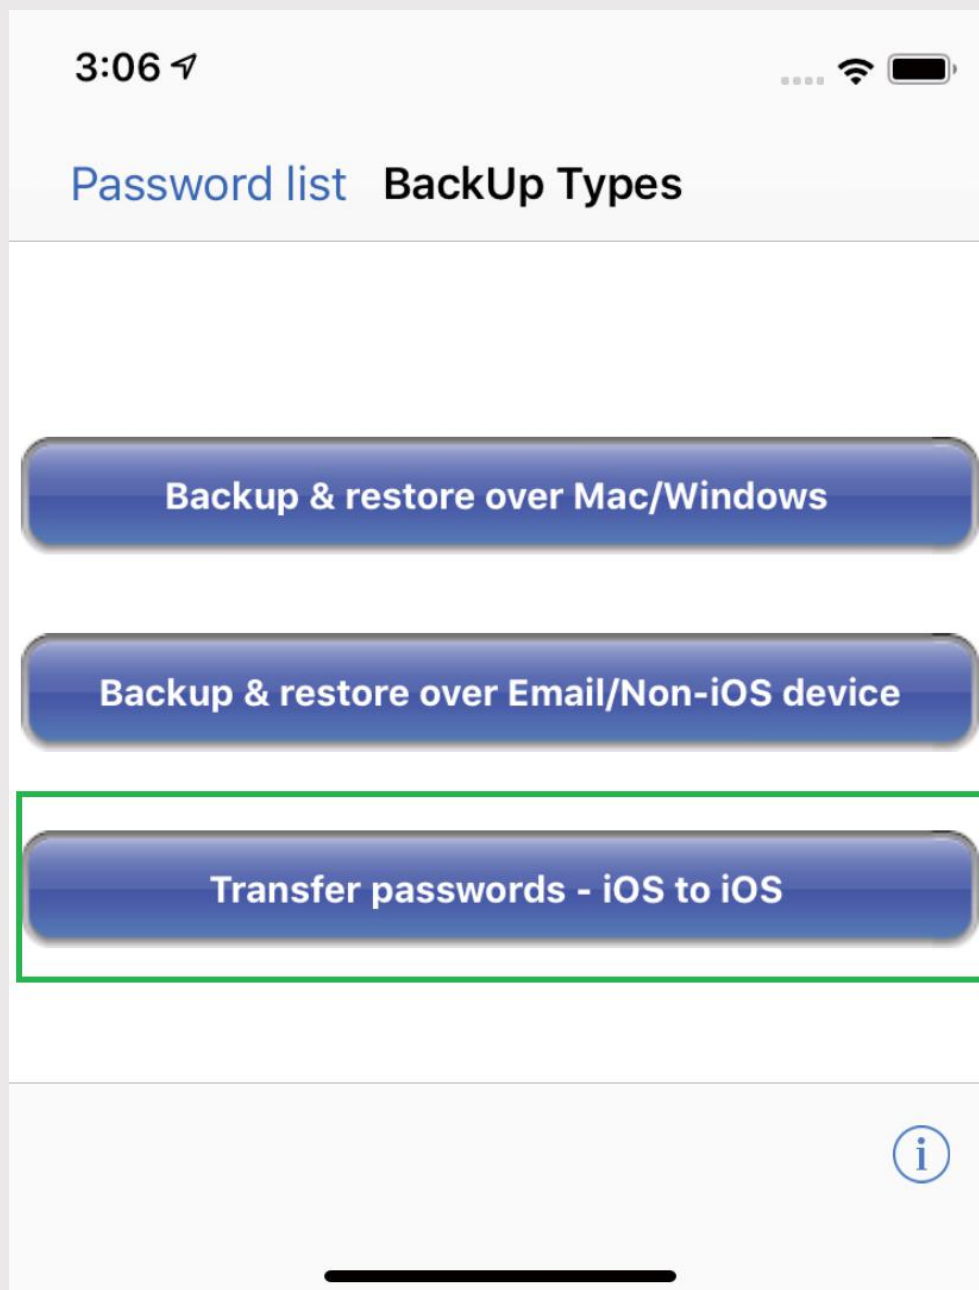 3:06
Password list BackUp Types
Backup & restore over Mac/Windows
Backup & restore over Email/Non-iOS device
Transfer passwords - iOS to iOS
i